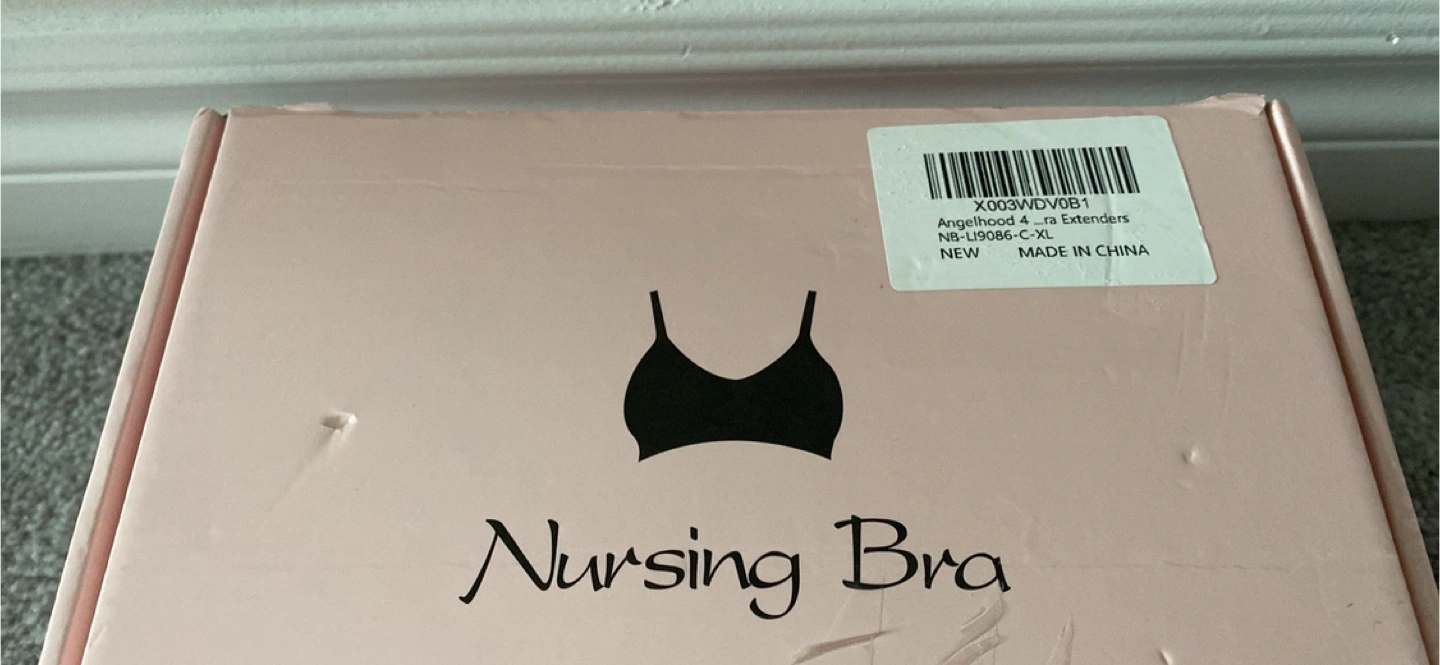 X003WDV0B1
Angelhood 4 ...ra Extenders
NB-LI9086-C-XL
NEW MADE IN CHINA
Nursing Bra